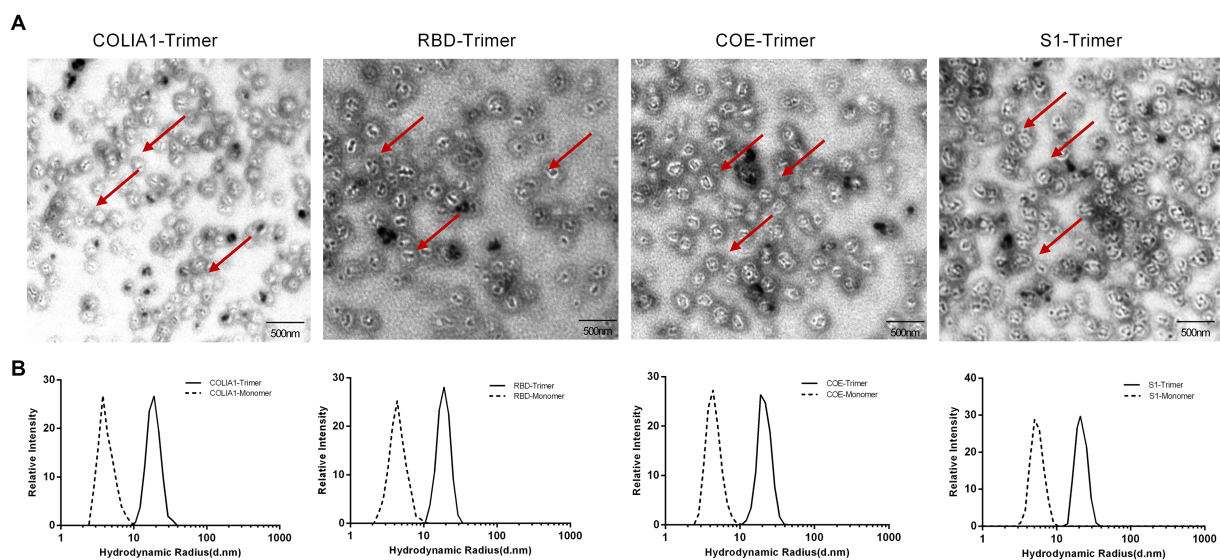 A
COLIA1-Trimer
RBD-Trimer
COE-Trimer
S1-Trimer
500nm
500nm
500nm
500nm
B
30
20
10
0
Relative Intensity
1
10
100
1000
Hydrodynamic Radius(d.nm)
COLIA1-Trimer
COLIA1-Monomer
30
20
10
0
Relative Intensity
1
10
100
1000
Hydrodynamic Radius(d.nm)
RBD-Trimer
RBD-Monomer
30
20
10
0
Relative Intensity
1
10
100
1000
Hydrodynamic Radius(d.nm)
COE-Trimer
COE-Monomer
40
30
20
10
0
Relative Intensity
1
10
100
1000
Hydrodynamic Radius(d.nm)
S1-Trimer
S1-Monomer